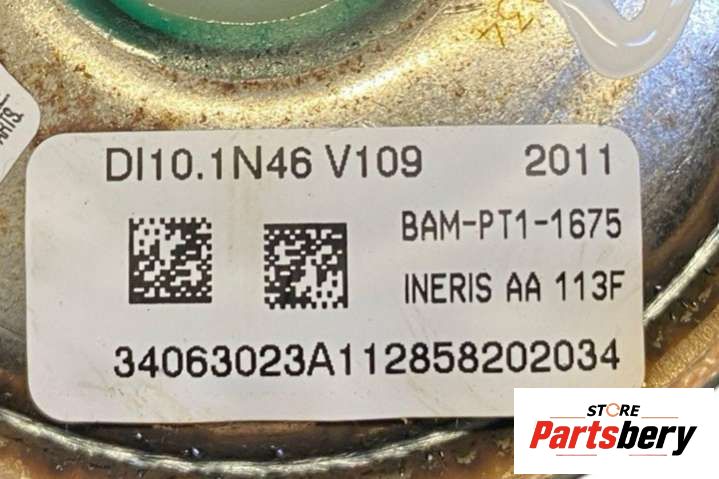 DI10.1N46 V109 2011
BAM-PT1-1675
INERIS AA 113F
34063023A112858202034
STORE
Partsbery